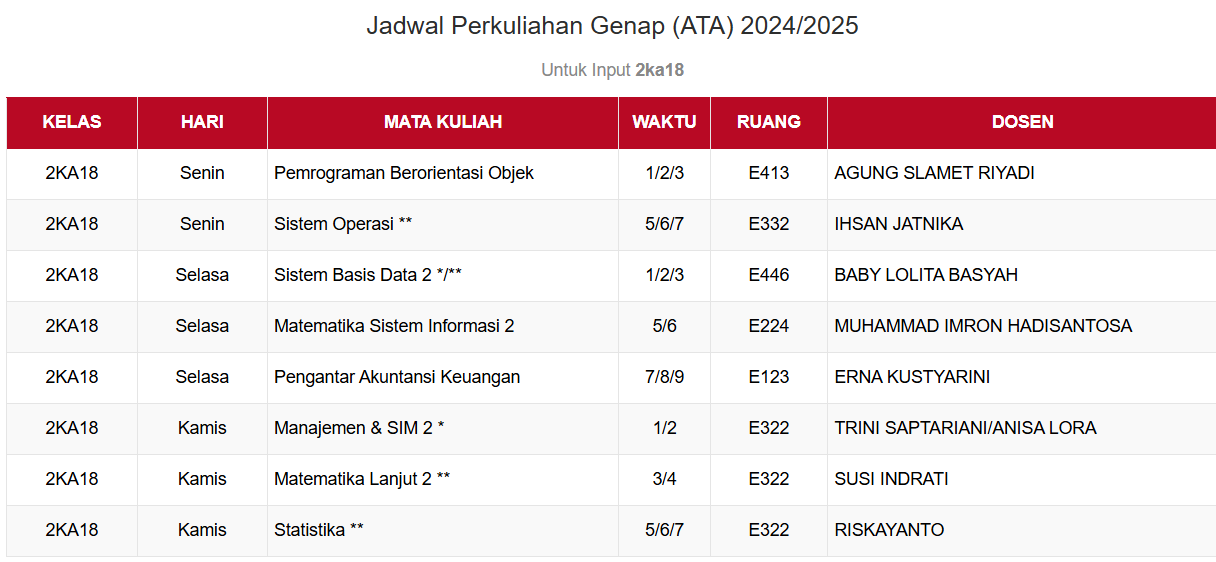 Jadwal Perkuliahan Genap (ATA) 2024/2025
Untuk Input 2ka18
KELAS HARI MATA KULIAH WAKTU RUANG DOSEN
2KA18 Senin Pemrograman Berorientasi Objek 1/2/3 E413 AGUNG SLAMET RIYADI
2KA18 Senin Sistem Operasi ** 5/6/7 E332 IHSAN JATNIKA
2KA18 Selasa Sistem Basis Data 2 */** 1/2/3 E446 BABY LOLITA BASYAH
2KA18 Selasa Matematika Sistem Informasi 2 5/6 E224 MUHAMMAD IMRON HADISANTOSA
2KA18 Selasa Pengantar Akuntansi Keuangan 7/8/9 E123 ERNA KUSTYARINI
2KA18 Kamis Manajemen & SIM 2 * 1/2 E322 TRINI SAPTARIANI/ANISA LORA
2KA18 Kamis Matematika Lanjut 2 ** 3/4 E322 SUSI INDRATI
2KA18 Kamis Statistika ** 5/6/7 E322 RISKAYANTO